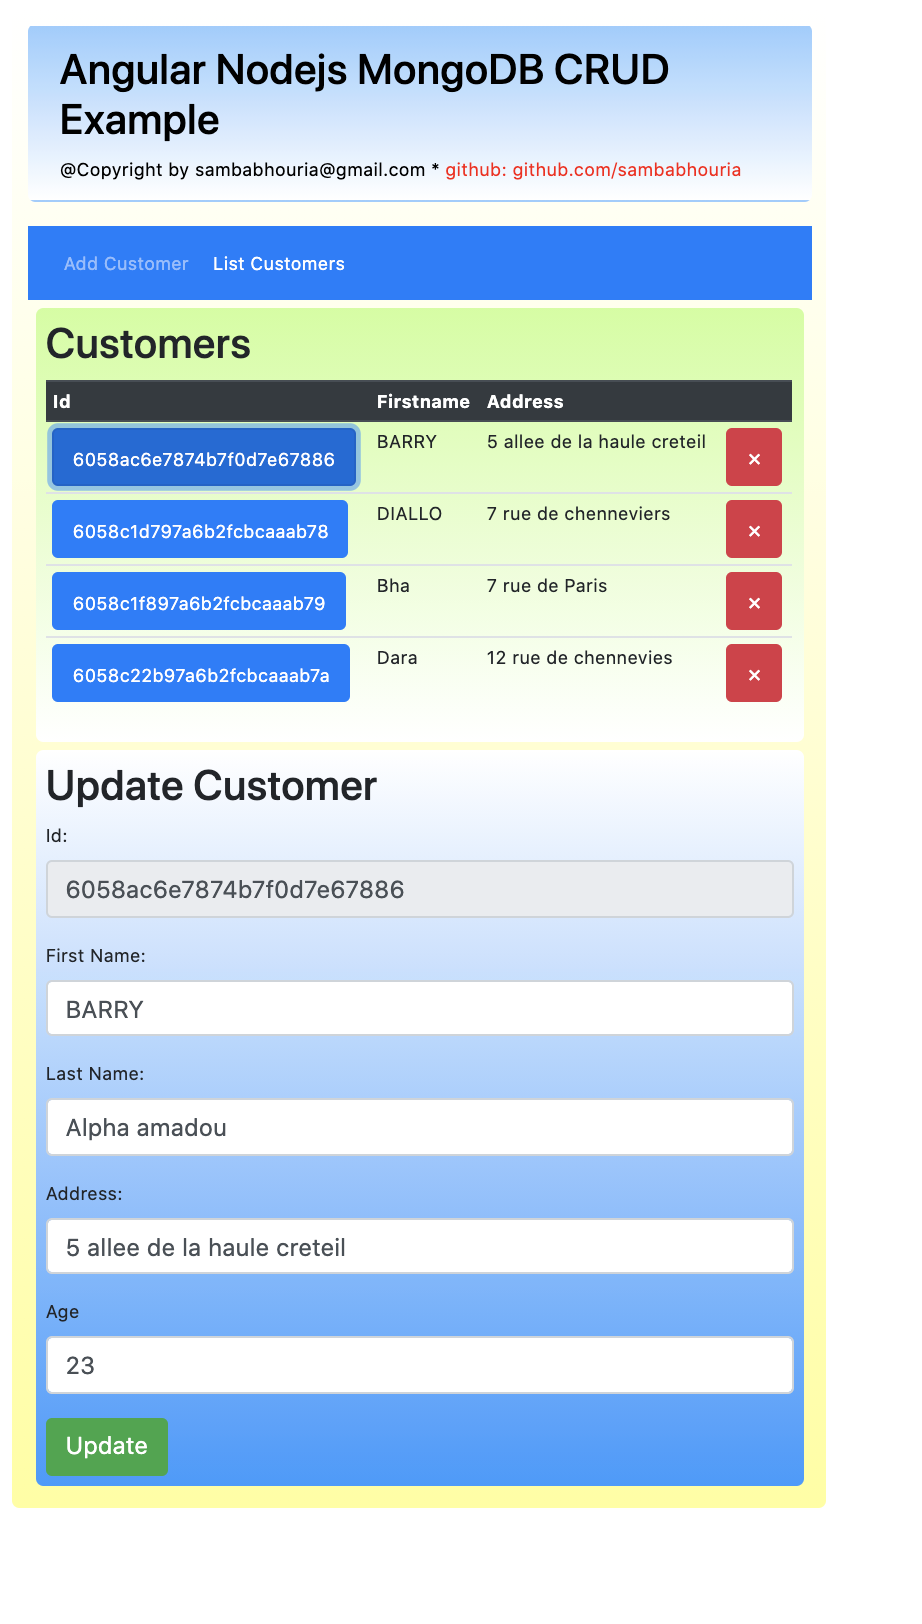 Angular Nodejs MongoDB CRUD
Example
@Copyright by sambabhouria@gmail.com * github: github.com/sambabhouria
Add Customer List Customers
Customers
Id Firstname Address
6058ac6e7874b7f0d7e67886 BARRY 5 allee de la haule creteil ×
6058c1d797a6b2fcbcaaab78 DIALLO 7 rue de chenneviers ×
6058c1f897a6b2fcbcaaab79 Bha 7 rue de Paris ×
6058c22b97a6b2fcbcaaab7a Dara 12 rue de chennevies ×
Update Customer
Id:
6058ac6e7874b7f0d7e67886
First Name:
BARRY
Last Name:
Alpha amadou
Address:
5 allee de la haule creteil
Age
23
Update